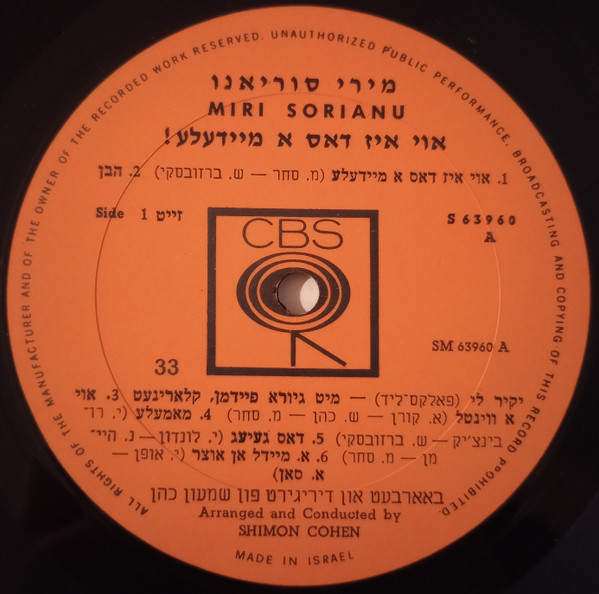 ALL RIGHTS OF THE MANUFACTURER AND OF THE OWNER OF THE RECORDED WORK RESERVED. UNAUTHORIZED PUBLIC PERFORMANCE, BROADCASTING AND COPYING OF THIS RECORD PROHIBITED.
מירי סוריאנו
MIRI SORIANU
אוי איז דאס א מיידעלע!
1. אוי איז דאס א מיידעלע (מ. סחר — ש. ברזובסקי) 2. הבן
Side 1 זייט
S 63960
A
CBS
SM 63960 A
33
יקיר לי (פאלקס־ליד) — מיט גיורא פיידמן, קלארינעט 3. אוי
א ווינטל (א. קורן — ש. כהן — מ. סחר) 4. מאמעלע (י. רו־
בינצ׳יק — ש. ברזובסקי) 5. דאס געיעג (י. לונדון — נ. היי־
מן — מ. סחר) 6. א מיידל אן אוצר (י. אופן —
א. סאן)
באארבעט און דיריגירט פון שמעון כהן
Arranged and Conducted by
SHIMON COHEN
MADE IN ISRAEL